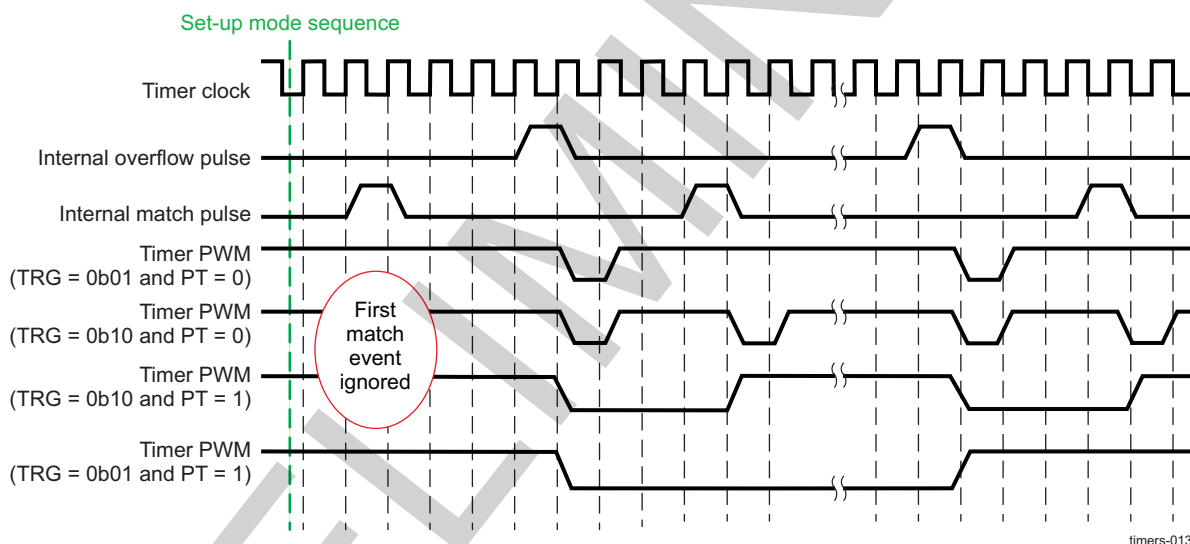 Set-up mode sequence
Timer clock
Internal overflow pulse
Internal match pulse
Timer PWM
(TRG = 0b01 and PT = 0)
Timer PWM
(TRG = 0b10 and PT = 0)
Timer PWM
(TRG = 0b10 and PT = 1)
Timer PWM
(TRG = 0b01 and PT = 1)
First
match
event
ignored
timers-013